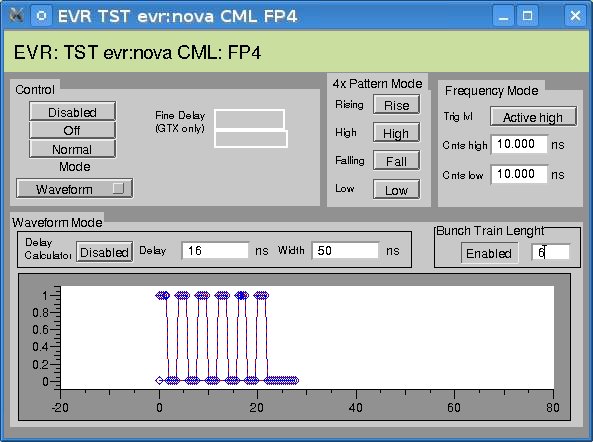 EVR TST evr:nova CML FP4
EVR: TST evr:nova CML: FP4
Control
Disabled
Off
Normal
Mode
Waveform
Fine Delay
(GTX only)
4x Pattern Mode
Rising Rise
High High
Falling Fall
Low Low
Frequency Mode
Trig lvl Active high
Cnts high 10.000 ns
Cnts low 10.000 ns
Waveform Mode
Delay
Calculator Disabled Delay 16 ns Width 50 ns
Bunch Train Lenght
Enabled 6
1
0.8
0.6
0.4
0.2
0
-20 0 20 40 60 80